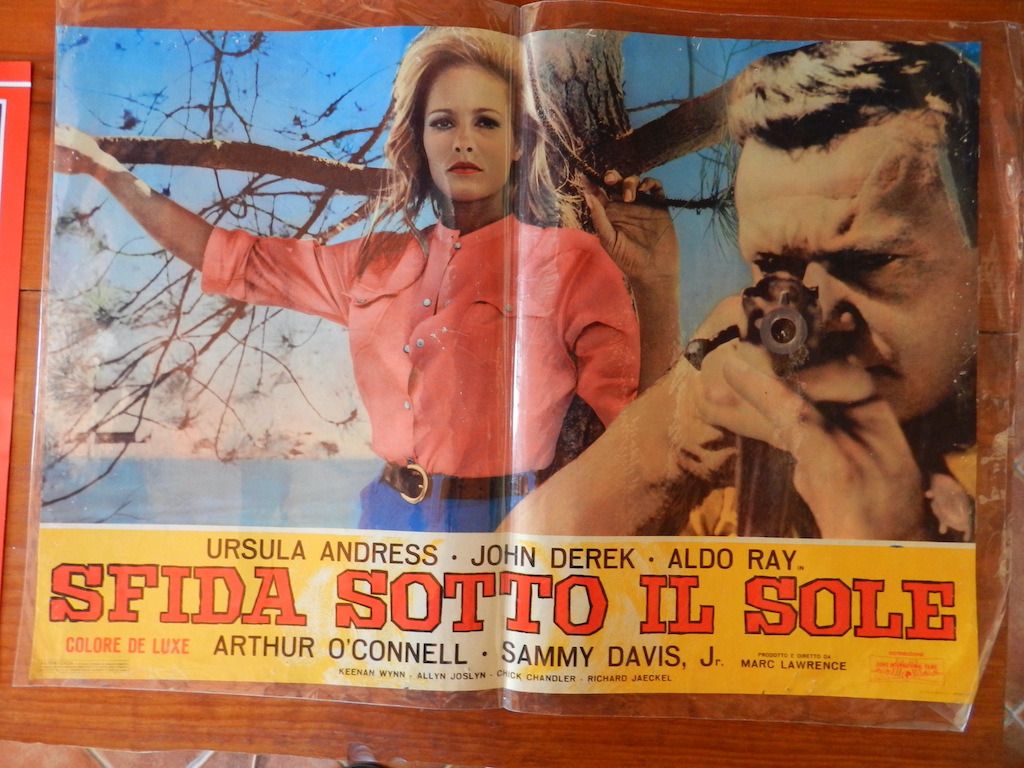 URSULA ANDRESS · JOHN DEREK · ALDO RAY IN
SFIDA SOTTO IL SOLE
COLORE DE LUXE
ARTHUR O'CONNELL · SAMMY DAVIS, Jr.
PRODOTTO E DIRETTO DA
MARC LAWRENCE
KEENAN WYNN · ALLYN JOSLYN · CHICK CHANDLER · RICHARD JAECKEL